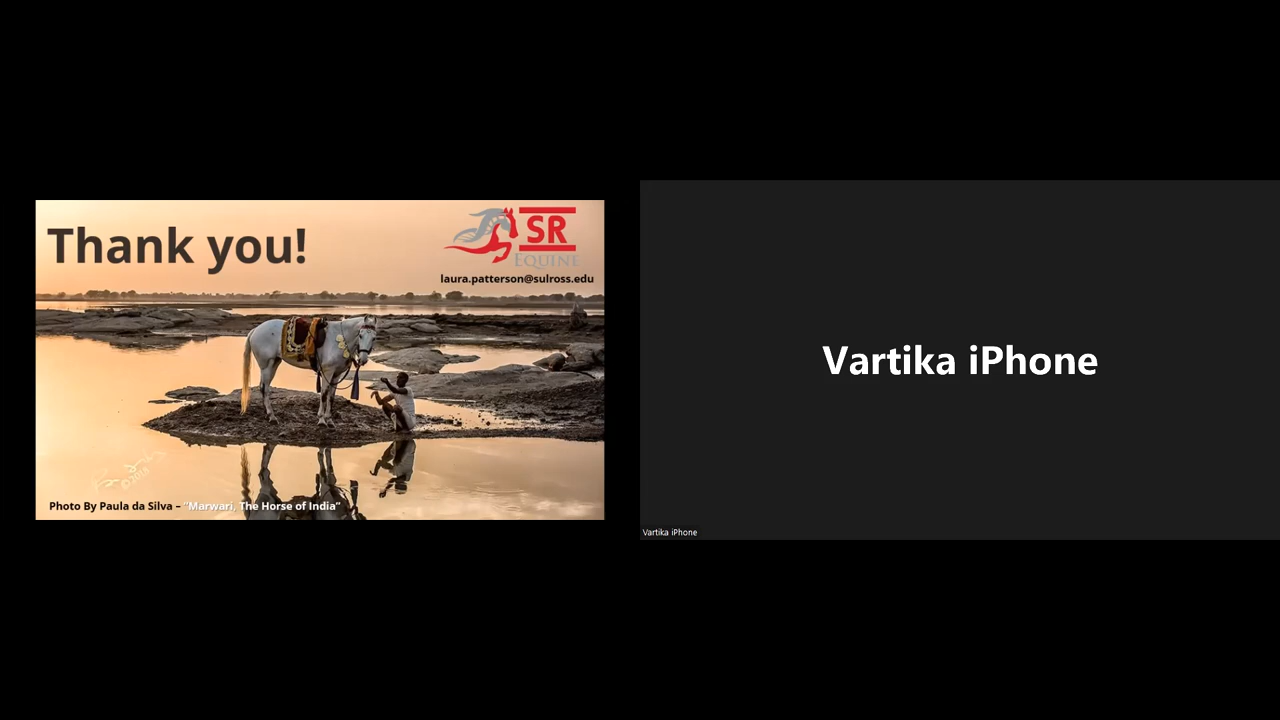 Thank you!
SR
EQUINE
laura.patterson@sulross.edu
Photo By Paula da Silva – “Marwari, The Horse of India”
Vartika iPhone
Vartika iPhone